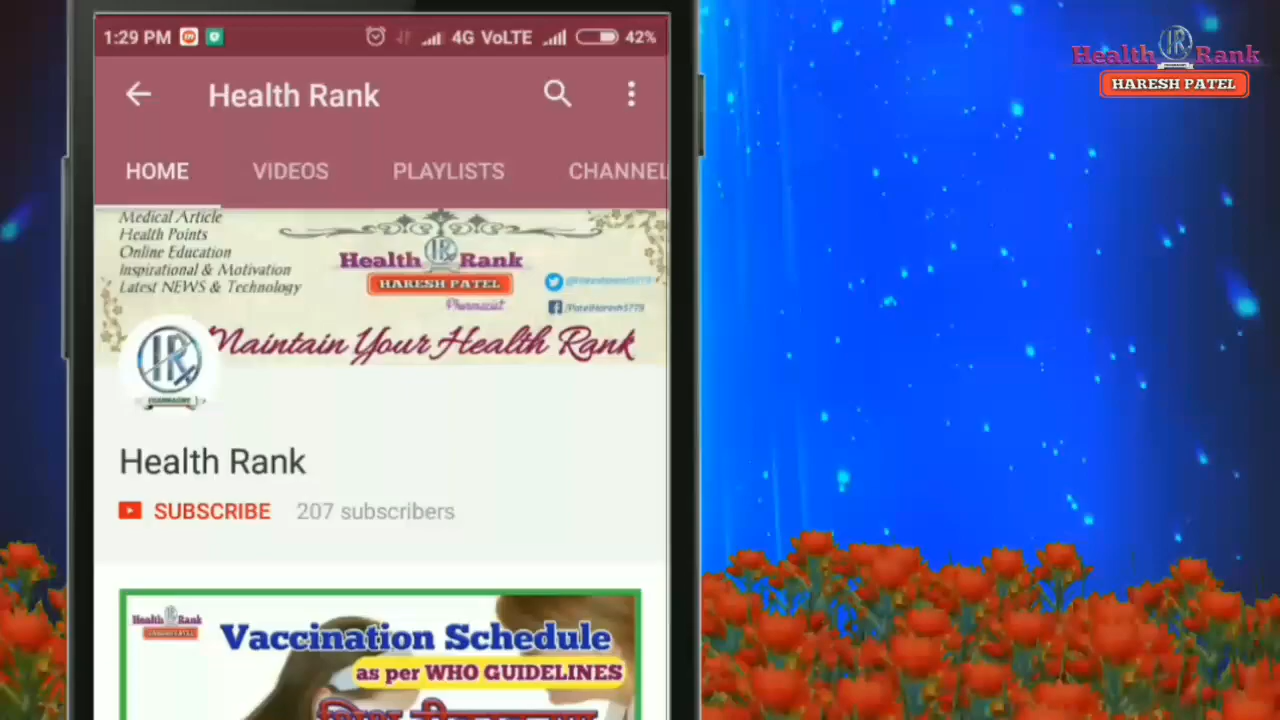 1:29 PM 4G VoLTE 42%
Health Rank
HARESH PATEL
Health Rank
HOME VIDEOS PLAYLISTS CHANNEL
Medical Article
Health Points
Online Education
Inspirational & Motivation
Latest NEWS & Technology
Health Rank
HARESH PATEL
Pharmacist
Maintain Your Health Rank
Health Rank
SUBSCRIBE 207 subscribers
Health Rank
HARESH PATEL
Vaccination Schedule
as per WHO GUIDELINES